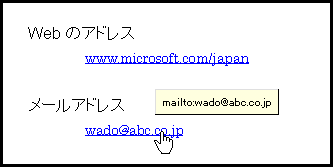 Web のアドレス
www.microsoft.com/japan
メールアドレス
mailto:wado@abc.co.jp
wado@abc.co.jp